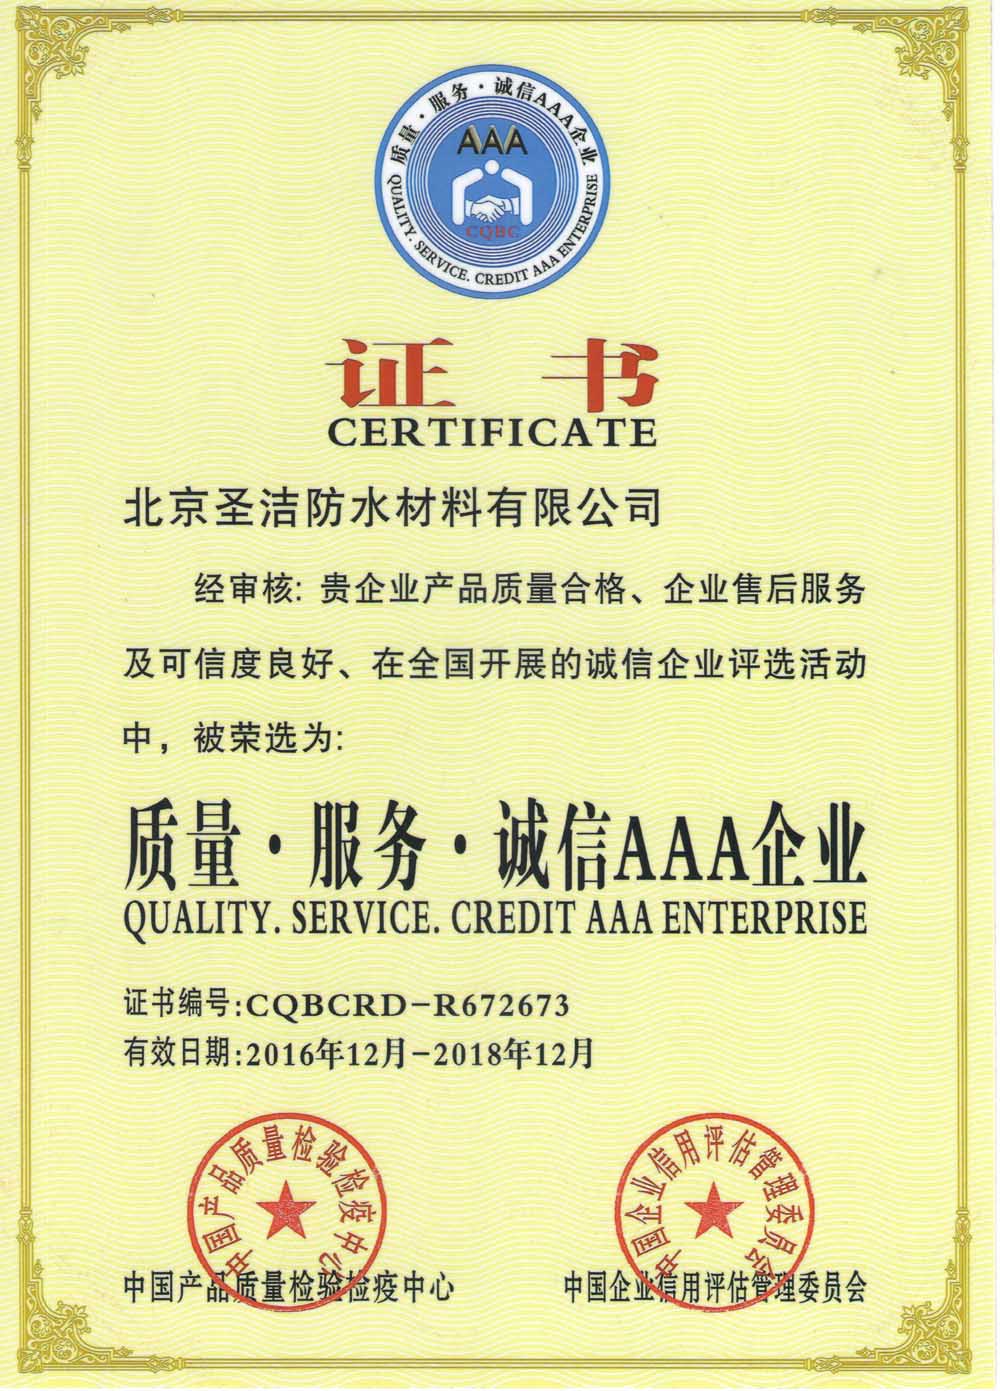 质量·服务·诚信AAA企业
AAA
CQBC
QUALITY. SERVICE. CREDIT AAA ENTERPRISE
证 书
CERTIFICATE
北京圣洁防水材料有限公司
经审核: 贵企业产品质量合格、企业售后服务
及可信度良好、在全国开展的诚信企业评选活动
中，被荣选为:
质量·服务·诚信AAA企业
QUALITY. SERVICE. CREDIT AAA ENTERPRISE
证书编号:CQBCRD-R672673
有效日期:2016年12月-2018年12月
中国产品质量检验检疫中心
中国企业信用评估管理委员会
中国产品质量检验检疫中心
中国企业信用评估管理委员会